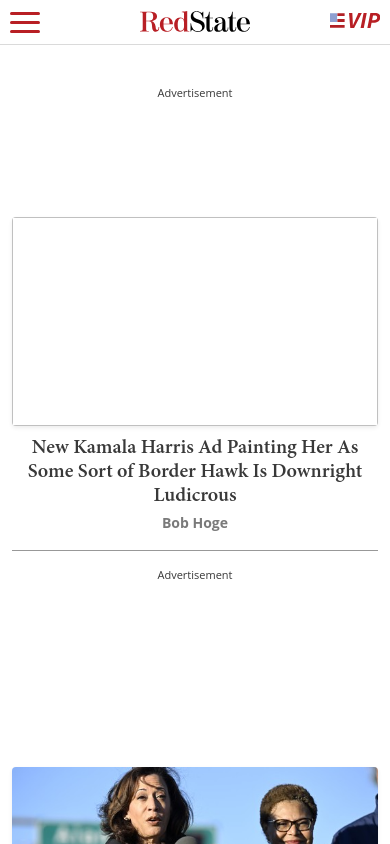 RedState
VIP
Advertisement
New Kamala Harris Ad Painting Her As
Some Sort of Border Hawk Is Downright
Ludicrous
Bob Hoge
Advertisement